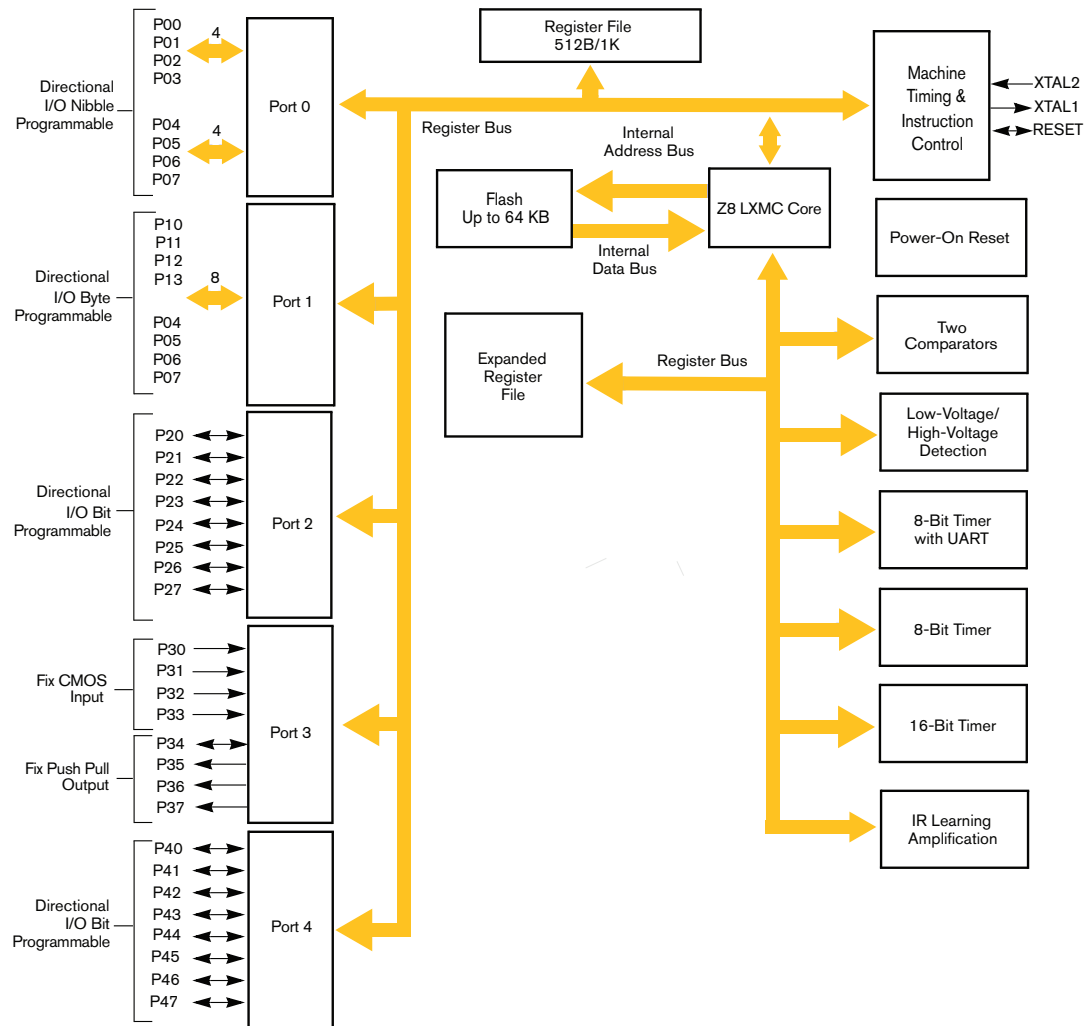 Directional
I/O Nibble
Programmable
P00
P01
P02
P03
4
P04
P05
P06
P07
4
Port 0
Directional
I/O Byte
Programmable
P10
P11
P12
P13
8
P04
P05
P06
P07
Port 1
Directional
I/O Bit
Programmable
P20
P21
P22
P23
P24
P25
P26
P27
Port 2
Fix CMOS
Input
P30
P31
P32
P33
Fix Push Pull
Output
P34
P35
P36
P37
Port 3
Directional
I/O Bit
Programmable
P40
P41
P42
P43
P44
P45
P46
P47
Port 4
Register File
512B/1K
Register Bus
Internal
Address Bus
Flash
Up to 64 KB
Internal
Data Bus
Z8 LXMC Core
Expanded
Register
File
Register Bus
Machine
Timing &
Instruction
Control
XTAL2
XTAL1
RESET
Power-On Reset
Two
Comparators
Low-Voltage/
High-Voltage
Detection
8-Bit Timer
with UART
8-Bit Timer
16-Bit Timer
IR Learning
Amplification